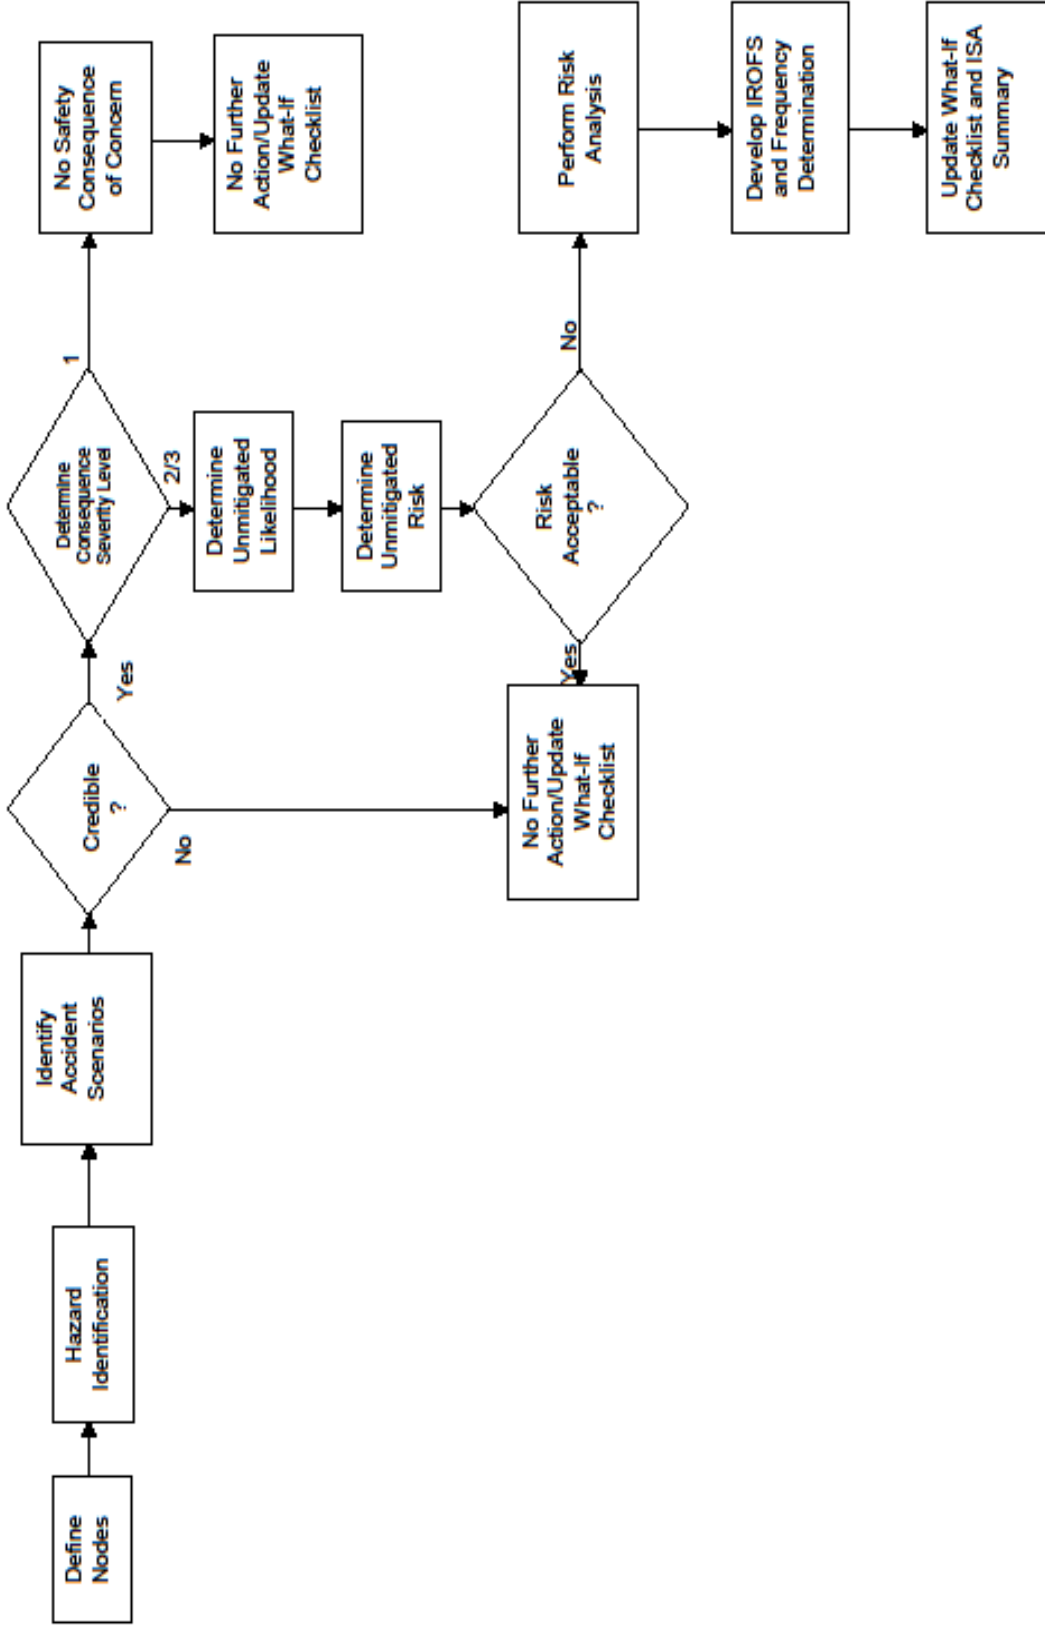 Define
Nodes
Hazard
Identification
Identify
Accident
Scenarios
Credible
?
Yes
No
Determine
Consequence
Severity Level
1
2/3
No Safety
Consequence
of Concern
No Further
Action/Update
What-If
Checklist
Determine
Unmitigated
Likelihood
Determine
Unmitigated
Risk
Risk
Acceptable
?
Yes
No
No Further
Action/Update
What-If
Checklist
Perform Risk
Analysis
Develop IROFS
and Frequency
Determination
Update What-If
Checklist and ISA
Summary